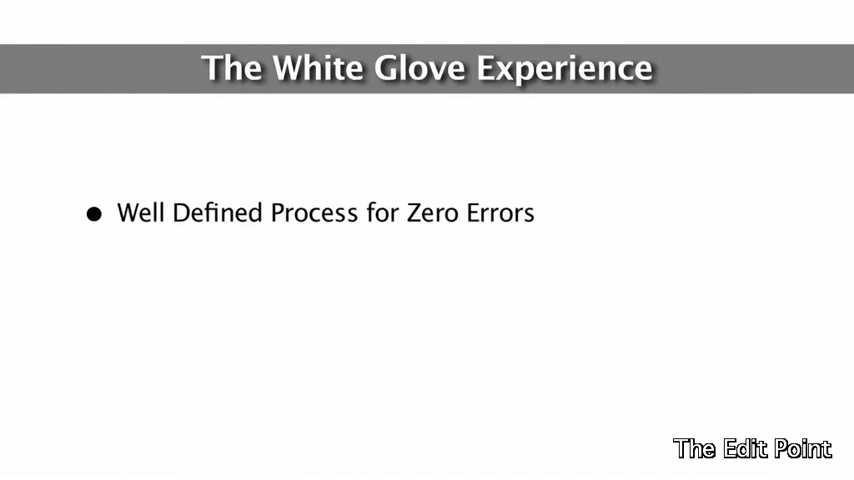 The White Glove Experience
● Well Defined Process for Zero Errors
The Edit Point